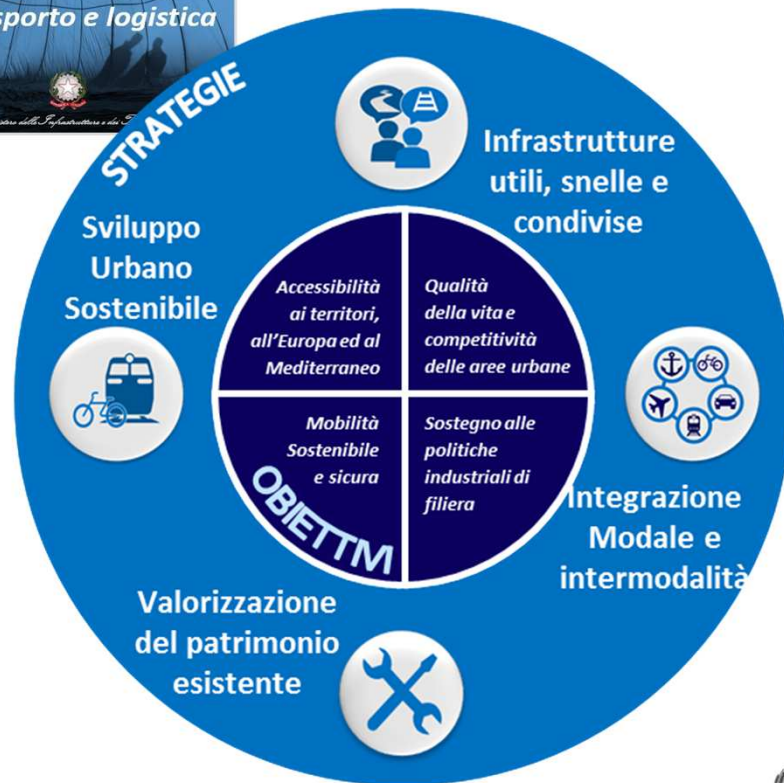 sporto e logistica
STRATEGIE
Infrastrutture
utili, snelle e
condivise
Sviluppo
Urbano
Sostenibile
Accessibilità
ai territori,
all'Europa ed al
Mediterraneo
Qualità
della vita e
competitività
delle aree urbane
Mobilità
Sostenibile
e sicura
Sostegno alle
politiche
industriali di
filiera
OBIETTM
Integrazione
Modale e
intermodalità
Valorizzazione
del patrimonio
esistente